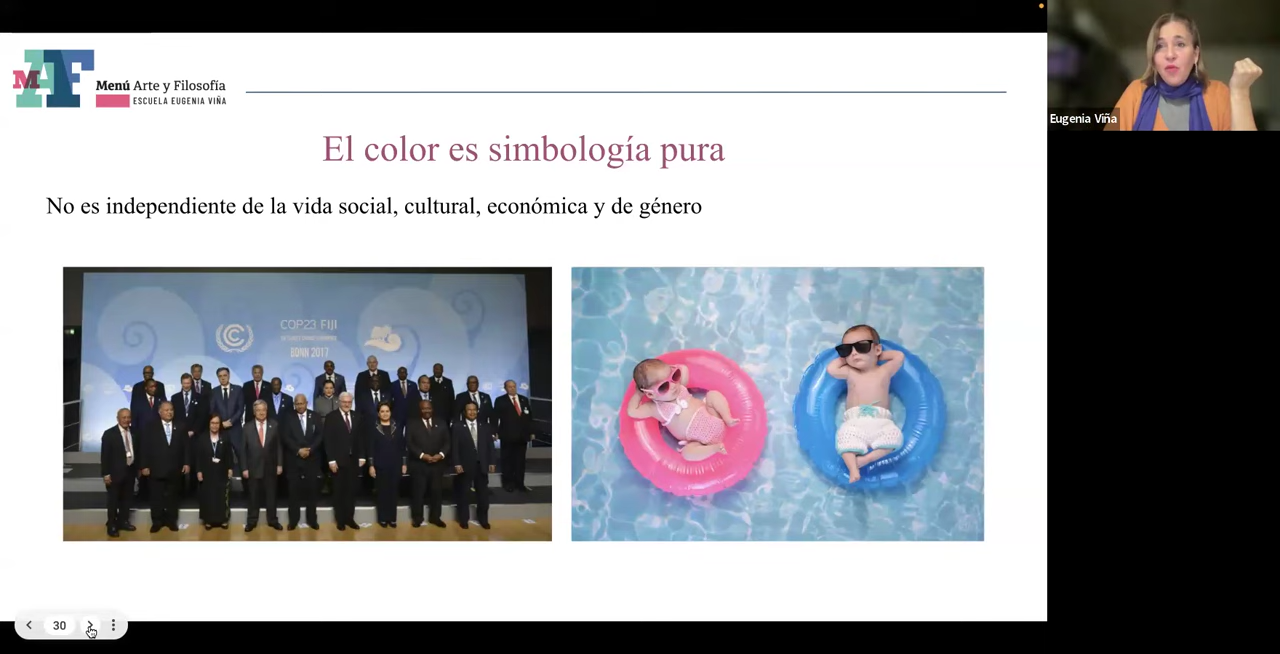 MAF
Menú Arte y Filosofía
ESCUELA EUGENIA VIÑA
Eugenia Viña
El color es simbología pura
No es independiente de la vida social, cultural, económica y de género
COP23 FIJI
BONN 2017
30